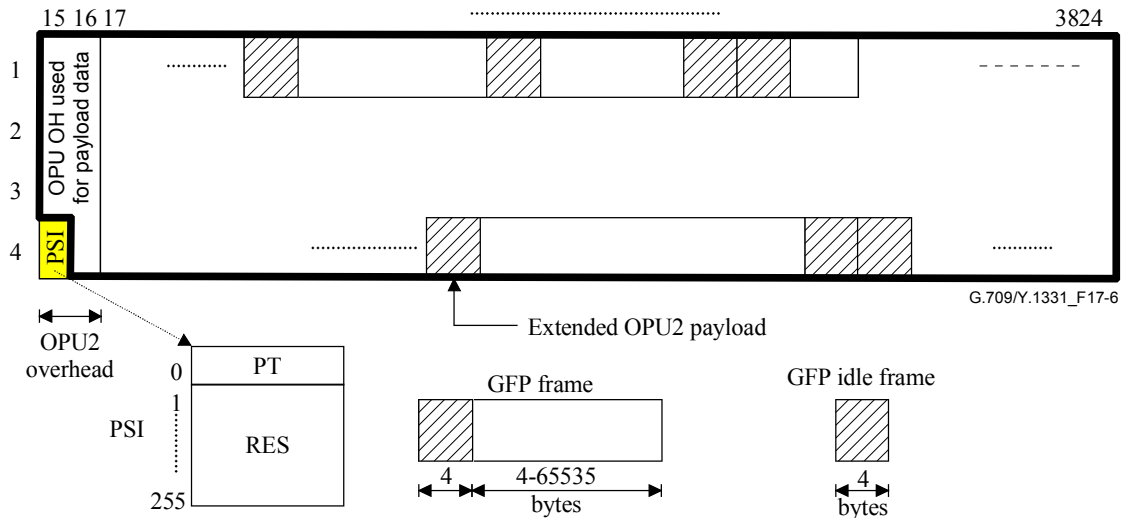 15 16 17
3824
1
2
3
4
OPU OH used
for payload data
PSI
G.709/Y.1331_F17-6
Extended OPU2 payload
OPU2
overhead
0
PT
1
PSI
RES
255
GFP frame
4
4-65535
bytes
GFP idle frame
4
bytes